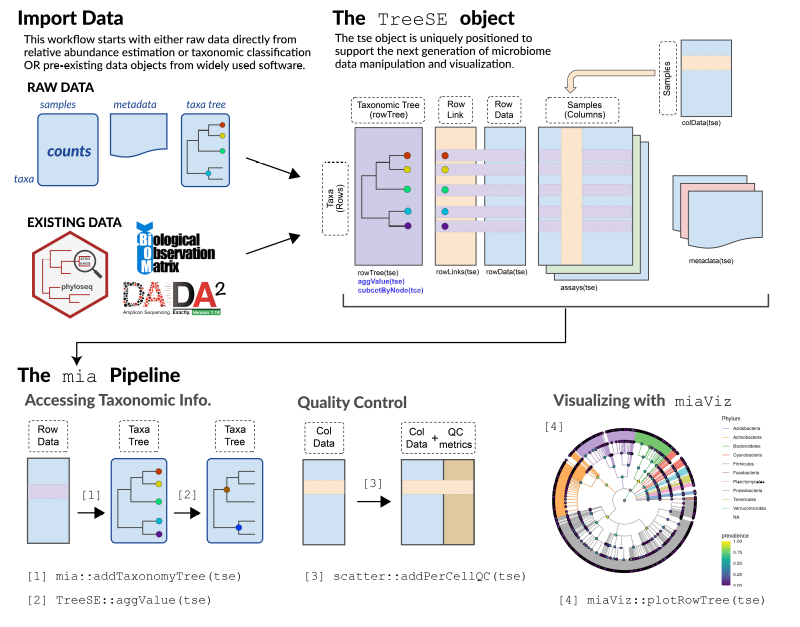 Import Data
This workflow starts with either raw data directly from
relative abundance estimation or taxonomic classification
OR pre-existing data objects from widely used software.
RAW DATA
samples
metadata
taxa tree
counts
taxa
EXISTING DATA
phyloseq
BIOM
Biological
Observation
Matrix
DADA2
Amplicon Sequencing. Exactly. Version 1.14
The TreeSE object
The tse object is uniquely positioned to
support the next generation of microbiome
data manipulation and visualization.
Samples
colData(tse)
Taxonomic Tree
(rowTree)
Row
Link
Row
Data
Samples
(Columns)
Taxa
(Rows)
rowTree(tse)
aggValue(tse)
cubcetByNode(tce)
rowLinks(tse)
rowData(tse)
assays(tse)
metadata(tse)
The mia Pipeline
Accessing Taxonomic Info.
Row
Data
Taxa
Tree
Taxa
Tree
[1]
[2]
[1] mia::addTaxonomyTree(tse)
[2] TreeSE::aggValue(tse)
Quality Control
Col
Data
Col
Data
+
QC
metrics
[3]
[3] scatter::addPerCellQC(tse)
Visualizing with miaViz
[4]
Phylum
Acidobacteria
Actinobacteria
Bacteroidetes
Cyanobacteria
Firmicutes
Fusobacteria
Planctomycetes
Proteobacteria
Tenericutes
Verrucomicrobia
NA
prevalence
1.00
0.75
0.50
0.25
0.00
[4] miaViz::plotRowTree(tse)